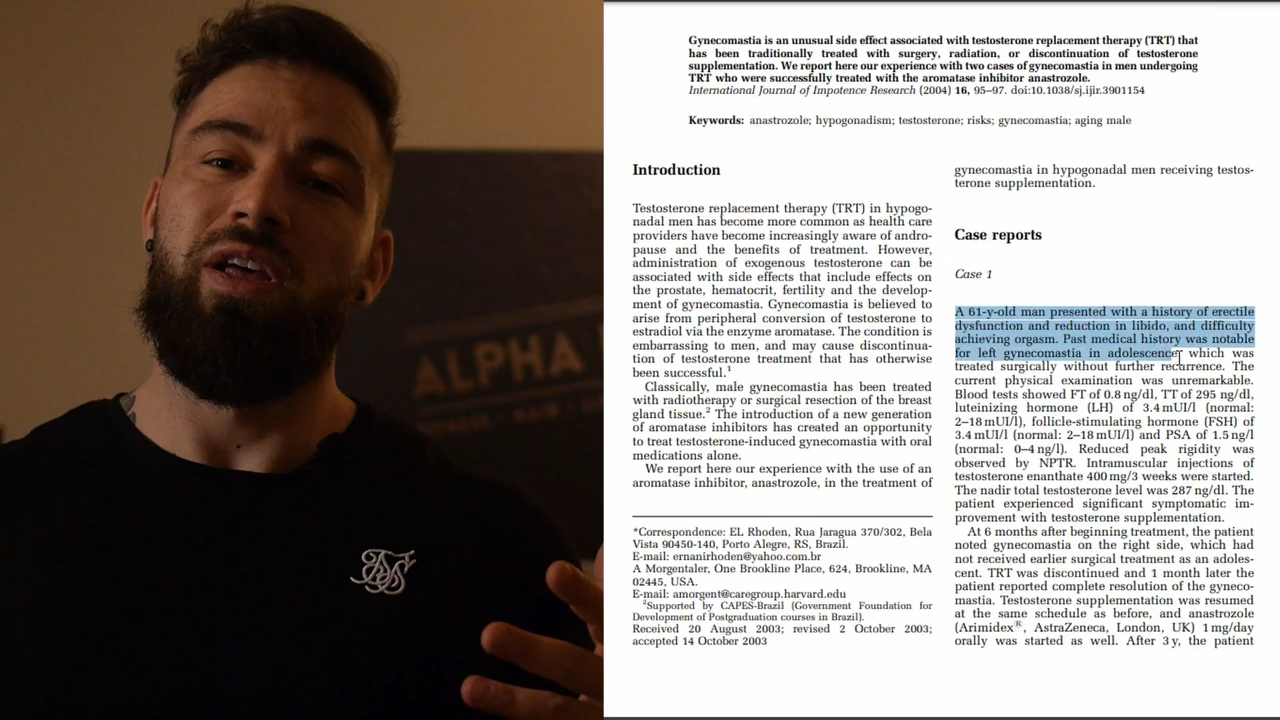 ALPHA
Gynecomastia is an unusual side effect associated with testosterone replacement therapy (TRT) that
has been traditionally treated with surgery, radiation, or discontinuation of testosterone
supplementation. We report here our experience with two cases of gynecomastia in men undergoing
TRT who were successfully treated with the aromatase inhibitor anastrozole.
International Journal of Impotence Research (2004) 16, 95–97. doi:10.1038/sj.ijir.3901154
Keywords: anastrozole; hypogonadism; testosterone; risks; gynecomastia; aging male
Introduction
Testosterone replacement therapy (TRT) in hypogo-
nadal men has become more common as health care
providers have become increasingly aware of andro-
pause and the benefits of treatment. However,
administration of exogenous testosterone can be
associated with side effects that include effects on
the prostate, hematocrit, fertility and the develop-
ment of gynecomastia. Gynecomastia is believed to
arise from peripheral conversion of testosterone to
estradiol via the enzyme aromatase. The condition is
embarrassing to men, and may cause discontinua-
tion of testosterone treatment that has otherwise
been successful.1
Classically, male gynecomastia has been treated
with radiotherapy or surgical resection of the breast
gland tissue.2 The introduction of a new generation
of aromatase inhibitors has created an opportunity
to treat testosterone-induced gynecomastia with oral
medications alone.
We report here our experience with the use of an
aromatase inhibitor, anastrozole, in the treatment of
*Correspondence: EL Rhoden, Rua Jaragua 370/302, Bela
Vista 90450-140, Porto Alegre, RS, Brazil.
E-mail: ernanirhoden@yahoo.com.br
A Morgentaler, One Brookline Place, 624, Brookline, MA
02445, USA.
E-mail: amorgent@caregroup.harvard.edu
2Supported by CAPES-Brazil (Government Foundation for
Development of Postgraduation courses in Brazil).
Received 20 August 2003; revised 2 October 2003;
accepted 14 October 2003
gynecomastia in hypogonadal men receiving testos-
terone supplementation.
Case reports
Case 1
A 61-y-old man presented with a history of erectile
dysfunction and reduction in libido, and difficulty
achieving orgasm. Past medical history was notable
for left gynecomastia in adolescence, which was
treated surgically without further recurrence. The
current physical examination was unremarkable.
Blood tests showed FT of 0.8 ng/dl, TT of 295 ng/dl,
luteinizing hormone (LH) of 3.4 mUI/l (normal:
2–18 mUI/l), follicle-stimulating hormone (FSH) of
3.4 mUI/l (normal: 2–18 mUI/l) and PSA of 1.5 ng/l
(normal: 0–4 ng/l). Reduced peak rigidity was
observed by NPTR. Intramuscular injections of
testosterone enanthate 400 mg/3 weeks were started.
The nadir total testosterone level was 287 ng/dl. The
patient experienced significant symptomatic im-
provement with testosterone supplementation.
At 6 months after beginning treatment, the patient
noted gynecomastia on the right side, which had
not received earlier surgical treatment as an adoles-
cent. TRT was discontinued and 1 month later the
patient reported complete resolution of the gyneco-
mastia. Testosterone supplementation was resumed
at the same schedule as before, and anastrozole
(Arimidex®, AstraZeneca, London, UK) 1 mg/day
orally was started as well. After 3 y, the patient